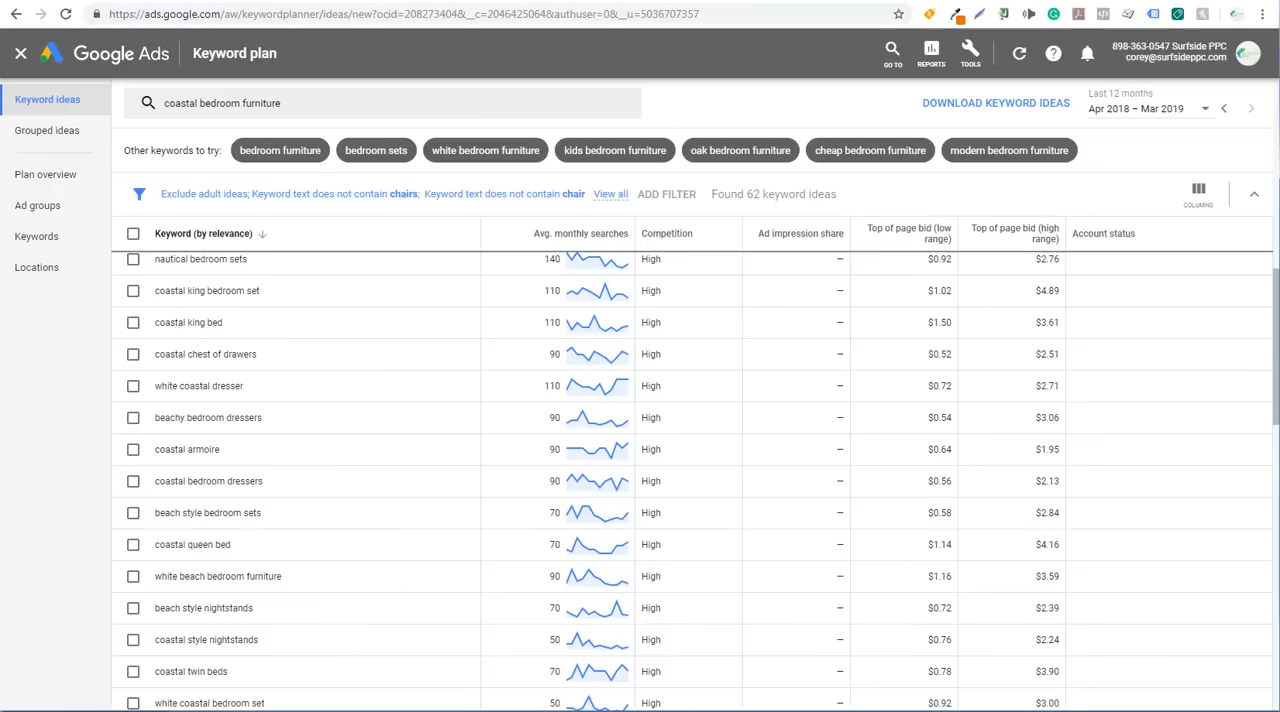 https://ads.google.com/aw/keywordplanner/ideas/new?ocid=208273404&__c=2046425064&authuser=0&__u=5036707357
Google Ads
Keyword plan
GO TO
REPORTS
TOOLS
898-363-0547 Surfside PPC
corey@surfsideppc.com
Keyword ideas
Grouped ideas
Plan overview
Ad groups
Keywords
Locations
coastal bedroom furniture
DOWNLOAD KEYWORD IDEAS
Last 12 months
Apr 2018 – Mar 2019
Other keywords to try: bedroom furniture bedroom sets white bedroom furniture kids bedroom furniture oak bedroom furniture cheap bedroom furniture modern bedroom furniture
Exclude adult ideas; Keyword text does not contain chairs; Keyword text does not contain chair View all ADD FILTER Found 62 keyword ideas
COLUMNS
Keyword (by relevance) Avg. monthly searches Competition Ad impression share Top of page bid (low range) Top of page bid (high range) Account status
nautical bedroom sets 140 High – $0.92 $2.76
coastal king bedroom set 110 High – $1.02 $4.89
coastal king bed 110 High – $1.50 $3.61
coastal chest of drawers 90 High – $0.52 $2.51
white coastal dresser 110 High – $0.72 $2.71
beachy bedroom dressers 90 High – $0.54 $3.06
coastal armoire 90 High – $0.64 $1.95
coastal bedroom dressers 90 High – $0.56 $2.13
beach style bedroom sets 70 High – $0.58 $2.84
coastal queen bed 70 High – $1.14 $4.16
white beach bedroom furniture 90 High – $1.16 $3.59
beach style nightstands 70 High – $0.72 $2.39
coastal style nightstands 50 High – $0.76 $2.24
coastal twin beds 70 High – $0.78 $3.90
white coastal bedroom set 50 High – $0.92 $3.00